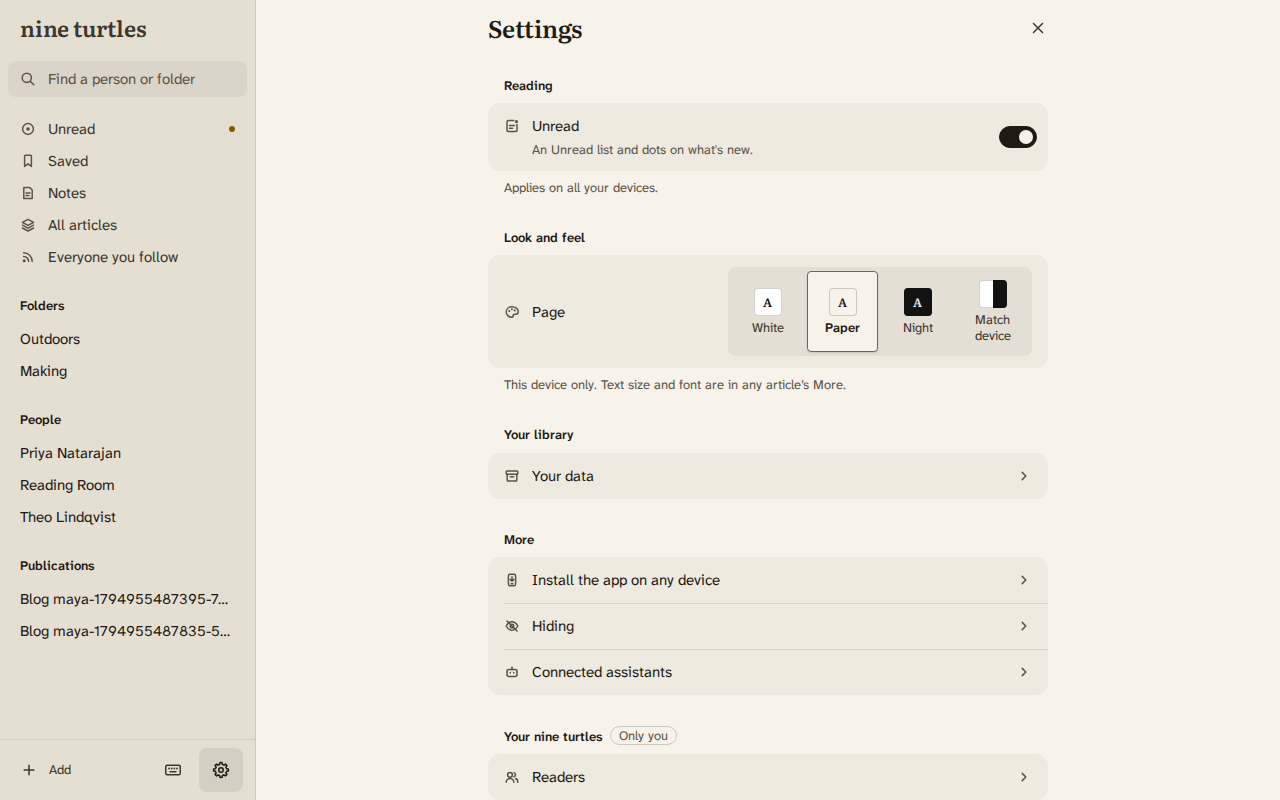 nine turtles
Find a person or folder
Unread
Saved
Notes
All articles
Everyone you follow
Folders
Outdoors
Making
People
Priya Natarajan
Reading Room
Theo Lindqvist
Publications
Blog maya-1794955487395-7...
Blog maya-1794955487835-5...
Add
Settings
Reading
Unread
An Unread list and dots on what's new.
Applies on all your devices.
Look and feel
Page
A
White
A
Paper
A
Night
Match
device
This device only. Text size and font are in any article's More.
Your library
Your data
More
Install the app on any device
Hiding
Connected assistants
Your nine turtles Only you
Readers